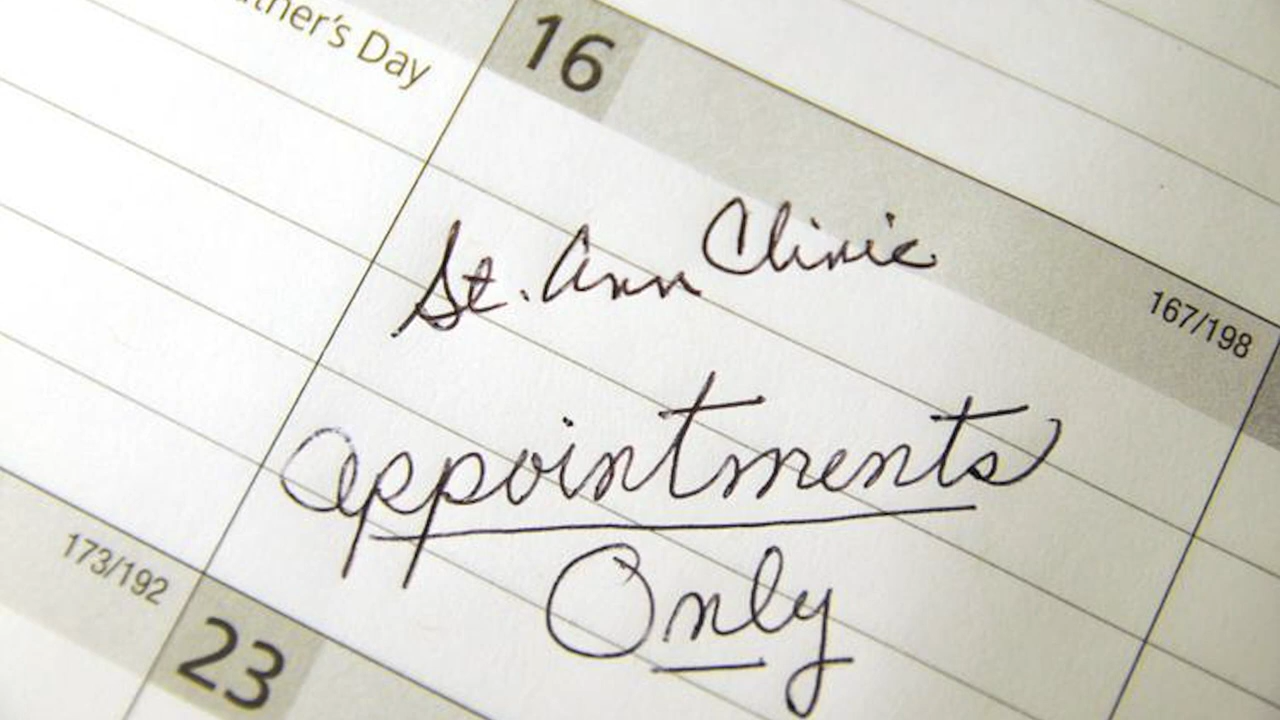 ther's Day
16
167/198
St. Ann Clinic
Appointments
Only
173/192
23